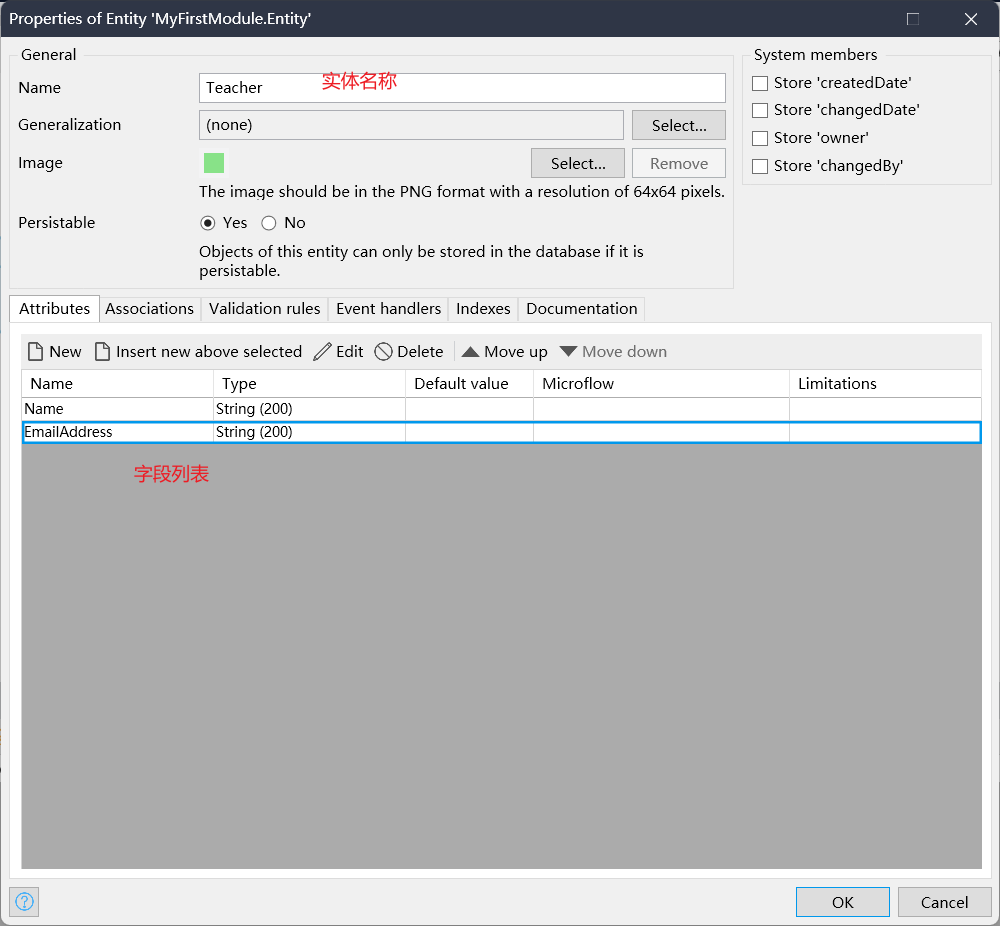 Properties of Entity 'MyFirstModule.Entity'
General
Name
Teacher
实体名称
Generalization
(none)
Select...
Image
Select...
Remove
The image should be in the PNG format with a resolution of 64x64 pixels.
Persistable
Yes
No
Objects of this entity can only be stored in the database if it is
persistable.
System members
Store 'createdDate'
Store 'changedDate'
Store 'owner'
Store 'changedBy'
Attributes Associations Validation rules Event handlers Indexes Documentation
New Insert new above selected Edit Delete Move up Move down
Name Type Default value Microflow Limitations
Name String (200)
EmailAddress String (200)
字段列表
?
OK Cancel